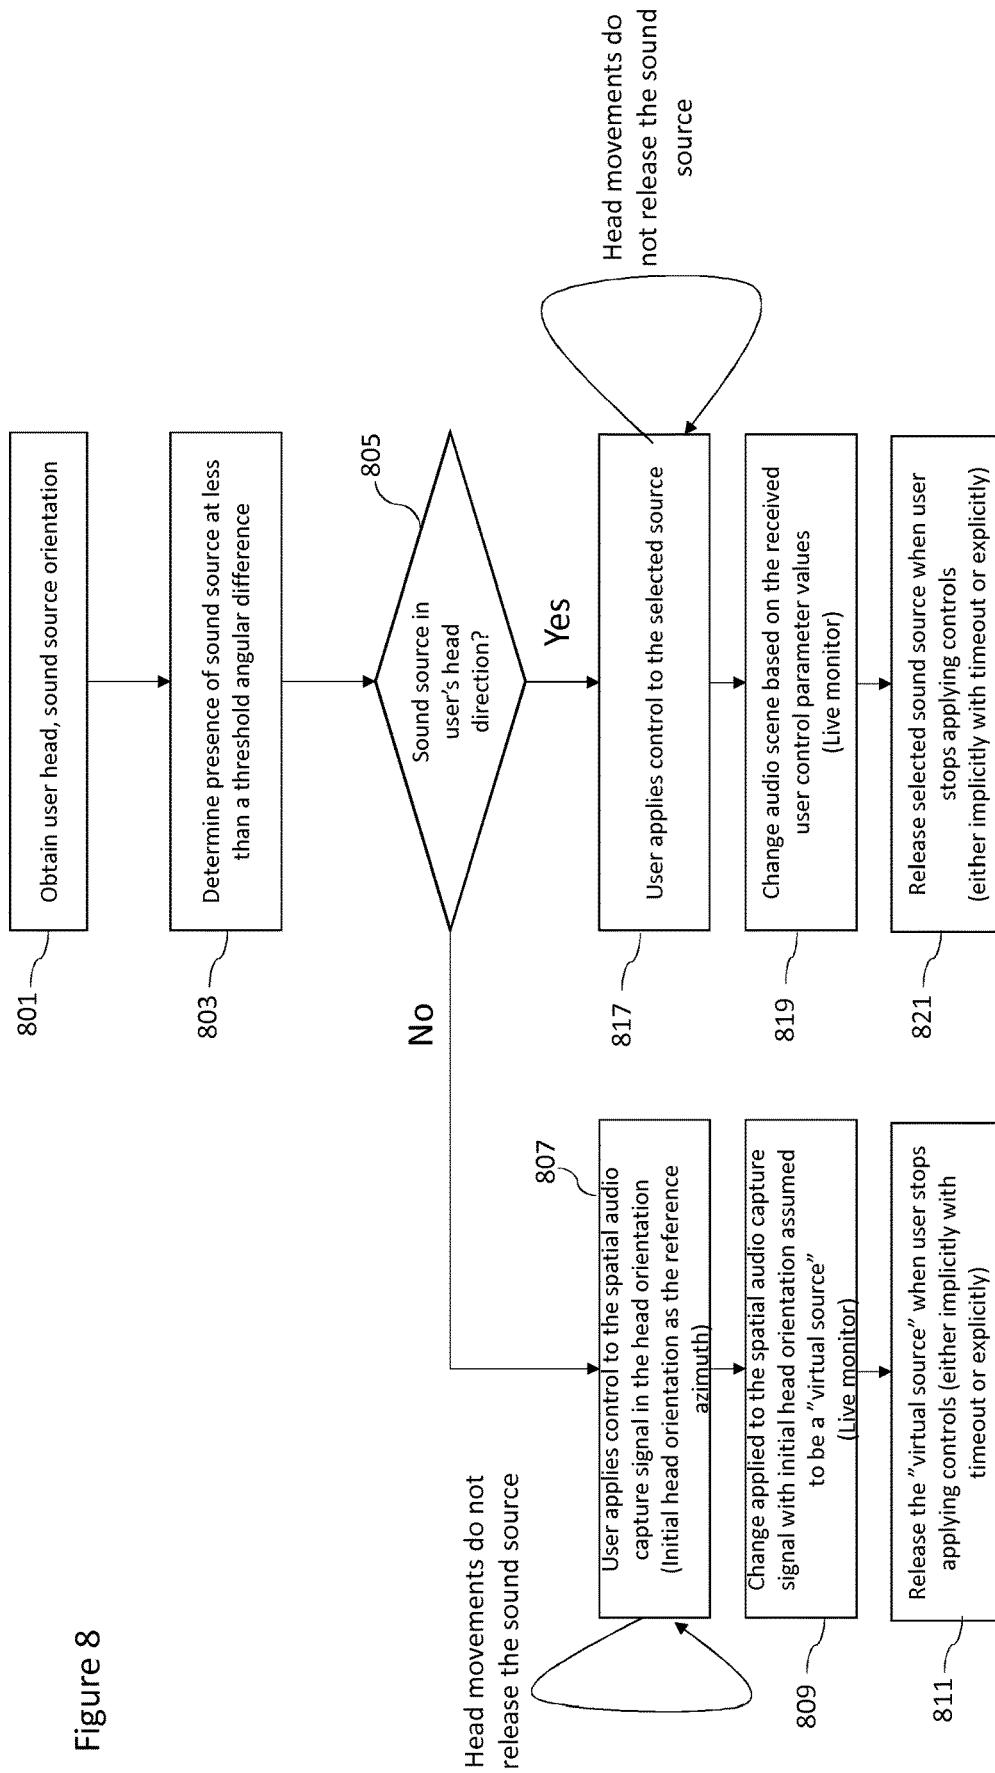 Figure 8
801
Obtain user head, sound source orientation
803
Determine presence of sound source at less
than a threshold angular difference
805
Sound source in
user's head
direction?
No
Yes
Head movements do not
release the sound source
807
User applies control to the spatial audio
capture signal in the head orientation
(Initial head orientation as the reference
azimuth)
809
Change applied to the spatial audio capture
signal with initial head orientation assumed
to be a "virtual source"
(Live monitor)
811
Release the "virtual source" when user stops
applying controls (either implicitly with
timeout or explicitly)
817
User applies control to the selected source
Head movements do
not release the sound
source
819
Change audio scene based on the received
user control parameter values
(Live monitor)
821
Release selected sound source when user
stops applying controls
(either implicitly with timeout or explicitly)